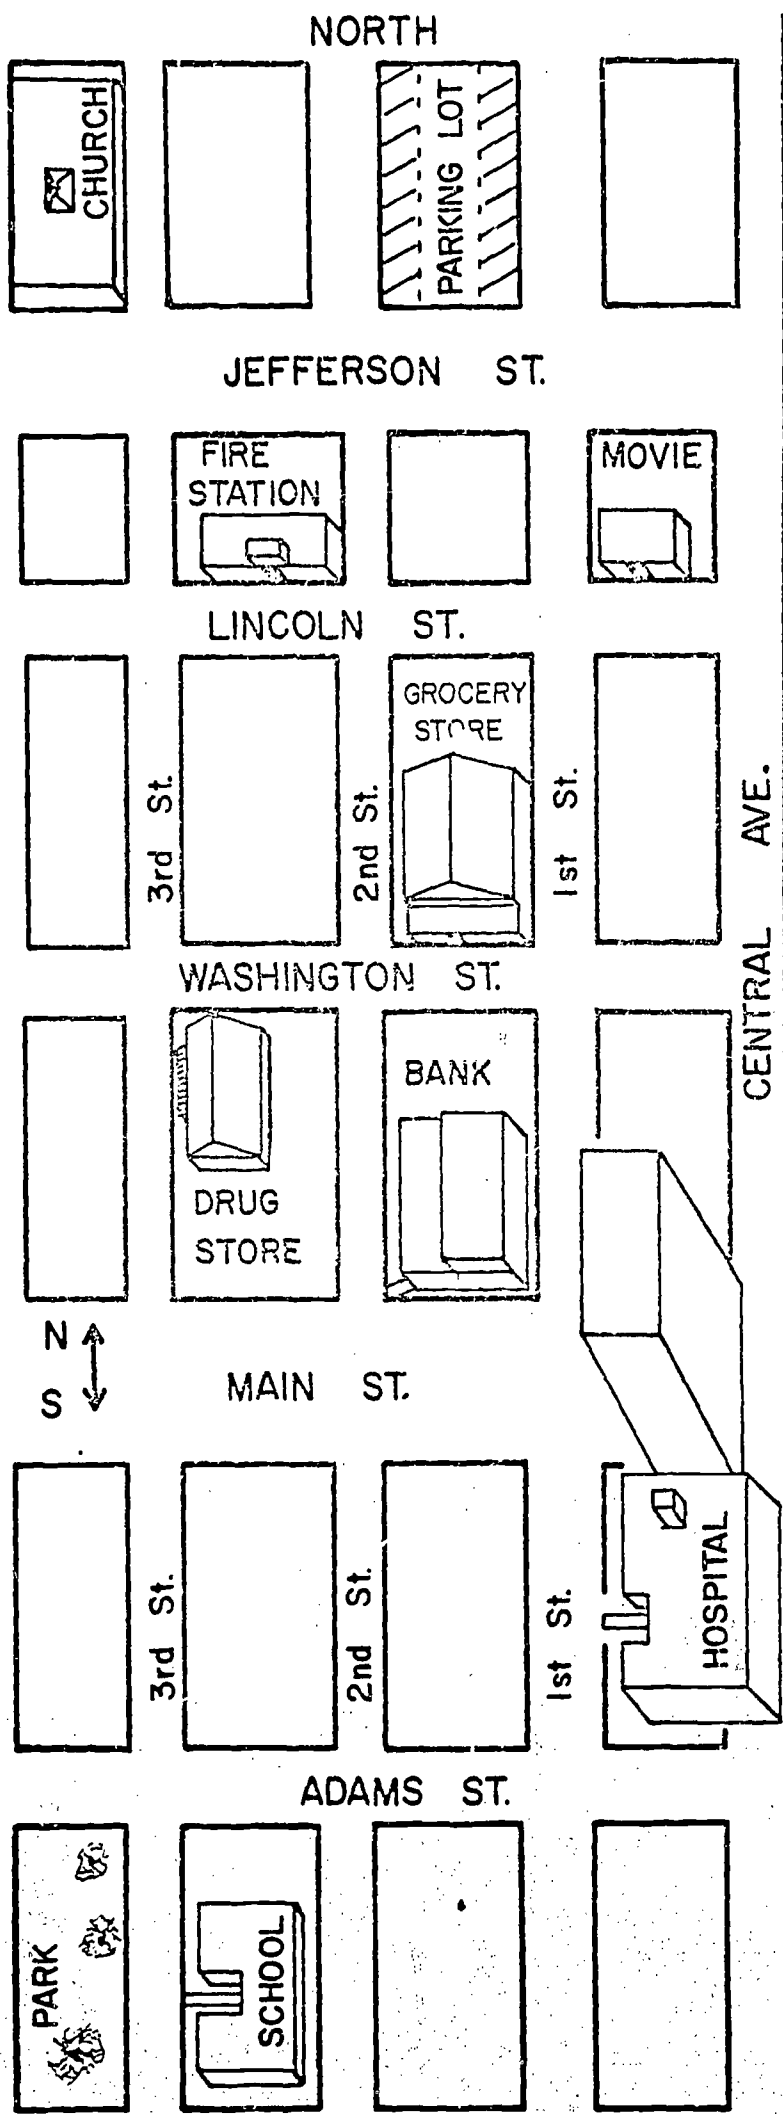 NORTH
CHURCH
PARKING LOT
JEFFERSON ST.
FIRE
STATION
MOVIE
LINCOLN ST.
GROCERY
STORE
3rd St.
2nd St.
1st St.
CENTRAL AVE.
WASHINGTON ST.
BANK
DRUG
STORE
N
S
MAIN ST.
3rd St.
2nd St.
1st St.
HOSPITAL
ADAMS ST.
PARK
SCHOOL